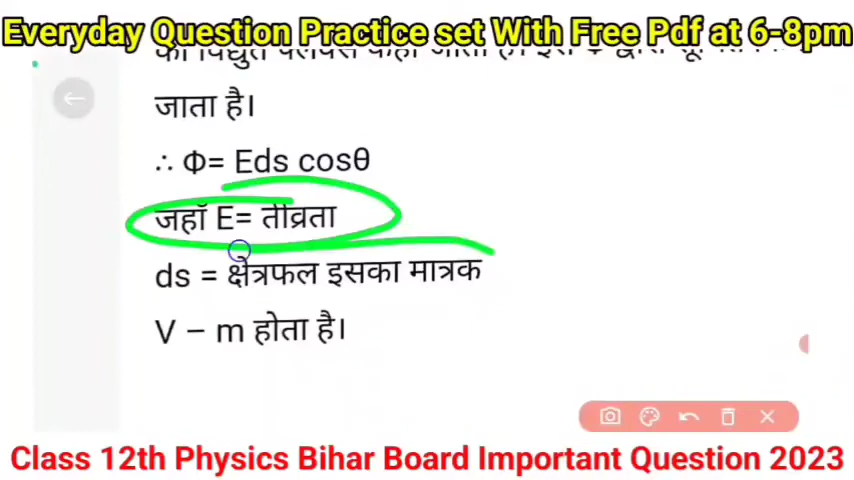 Everyday Question Practice set With Free Pdf at 6-8pm
जाता है।
∴ Φ= Eds cosθ
जहाँ E= तीव्रता
ds = क्षेत्रफल इसका मात्रक
V – m होता है।
Class 12th Physics Bihar Board Important Question 2023